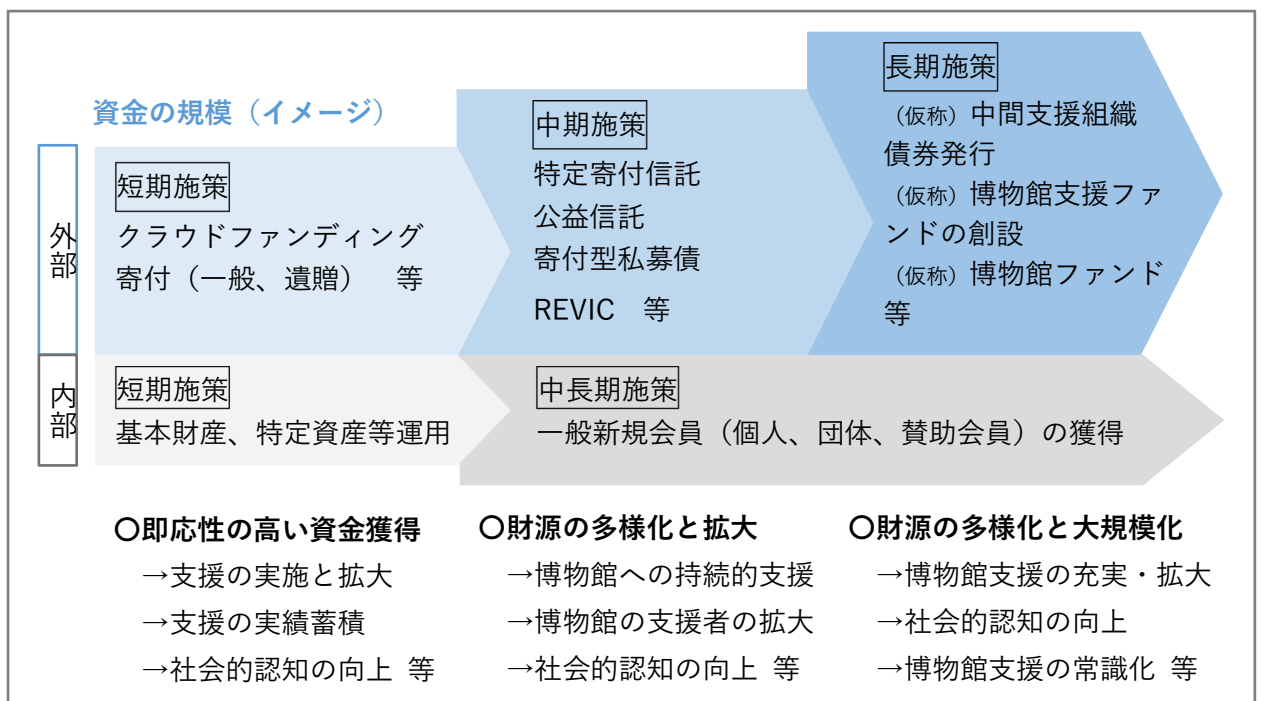 資金の規模（イメージ）
外部
短期施策
クラウドファンディング
寄付（一般、遺贈）　等
中期施策
特定寄付信託
公益信託
寄付型私募債
REVIC　等
長期施策
（仮称）中間支援組織
債券発行
（仮称）博物館支援ファ
ンドの創設
（仮称）博物館ファンド
等
内部
短期施策
基本財産、特定資産等運用
中長期施策
一般新規会員（個人、団体、賛助会員）の獲得
〇即応性の高い資金獲得
→支援の実施と拡大
→支援の実績蓄積
→社会的認知の向上 等
〇財源の多様化と拡大
→博物館への持続的支援
→博物館の支援者の拡大
→社会的認知の向上 等
〇財源の多様化と大規模化
→博物館支援の充実・拡大
→社会的認知の向上
→博物館支援の常識化 等